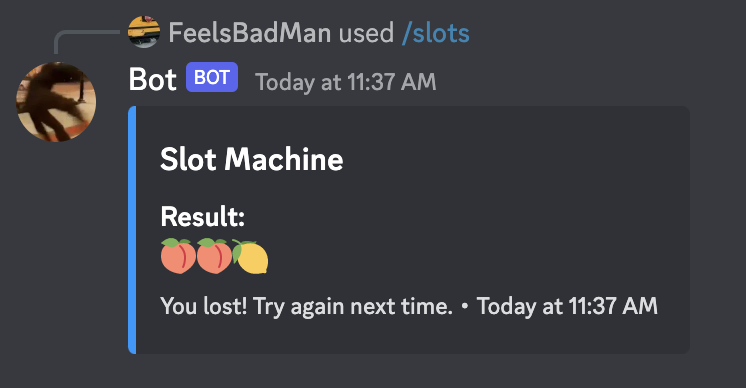 FeelsBadMan used /slots
Bot BOT Today at 11:37 AM
Slot Machine
Result:
🍑🍑🍋
You lost! Try again next time. • Today at 11:37 AM